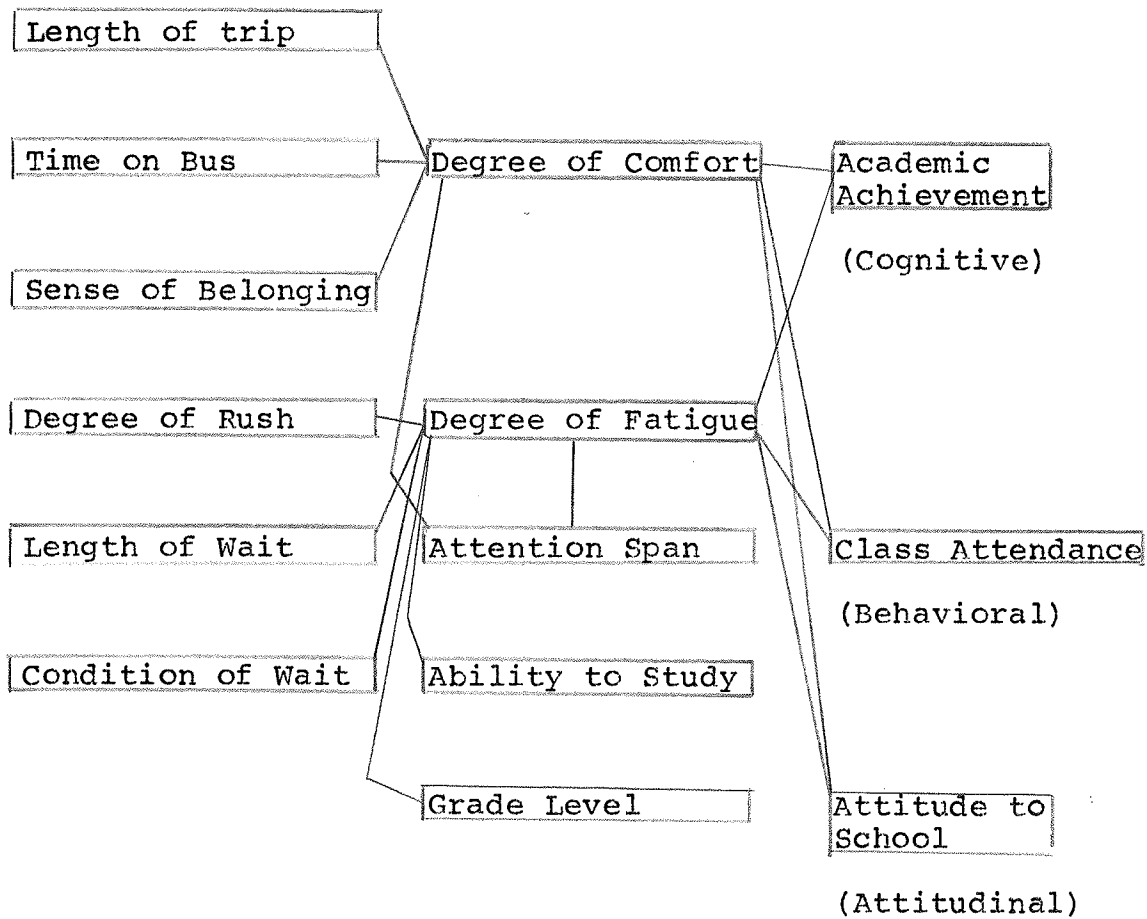 Length of trip
Time on Bus
Sense of Belonging
Degree of Rush
Length of Wait
Condition of Wait
Degree of Comfort
Degree of Fatigue
Attention Span
Ability to Study
Grade Level
Academic
Achievement
(Cognitive)
Class Attendance
(Behavioral)
Attitude to
School
(Attitudinal)